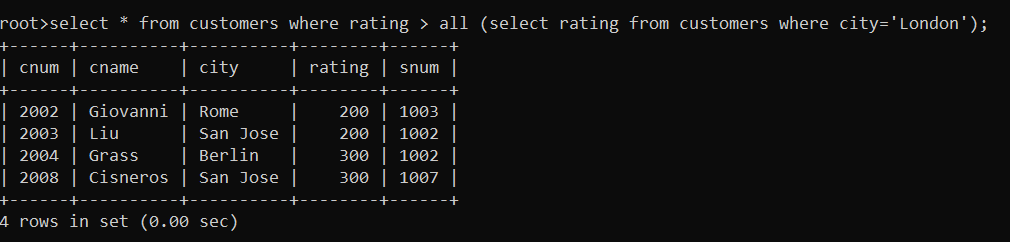 root>select * from customers where rating > all (select rating from customers where city='London');
+------+----------+----------+--------+------+
| cnum | cname    | city     | rating | snum |
+------+----------+----------+--------+------+
| 2002 | Giovanni | Rome     |    200 | 1003 |
| 2003 | Liu      | San Jose |    200 | 1002 |
| 2004 | Grass    | Berlin   |    300 | 1002 |
| 2008 | Cisneros | San Jose |    300 | 1007 |
+------+----------+----------+--------+------+
4 rows in set (0.00 sec)